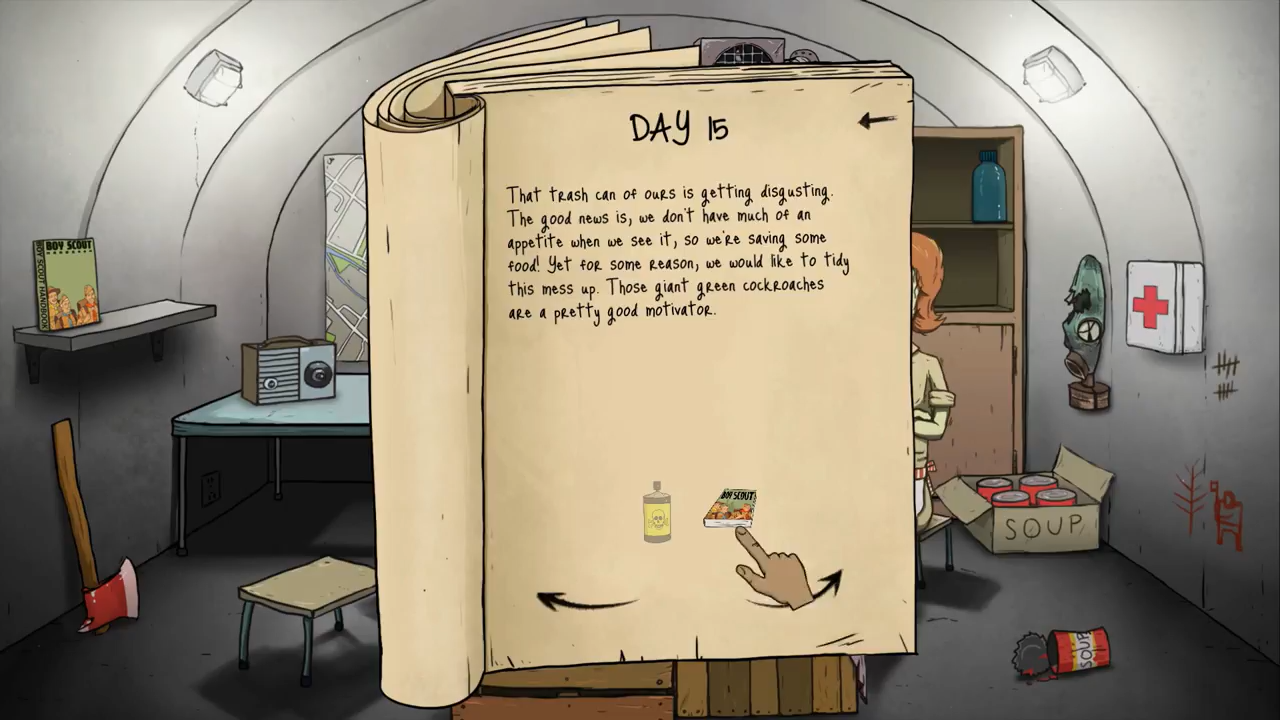 DAY 15
That trash can of ours is getting disgusting.
The good news is, we don't have much of an
appetite when we see it, so we're saving some
food! Yet for some reason, we would like to tidy
this mess up. Those giant green cockroaches
are a pretty good motivator.
BOY SCOUT
BOY SCOUT HANDBOOK
BOY SCOUT
SOUP
SOUP